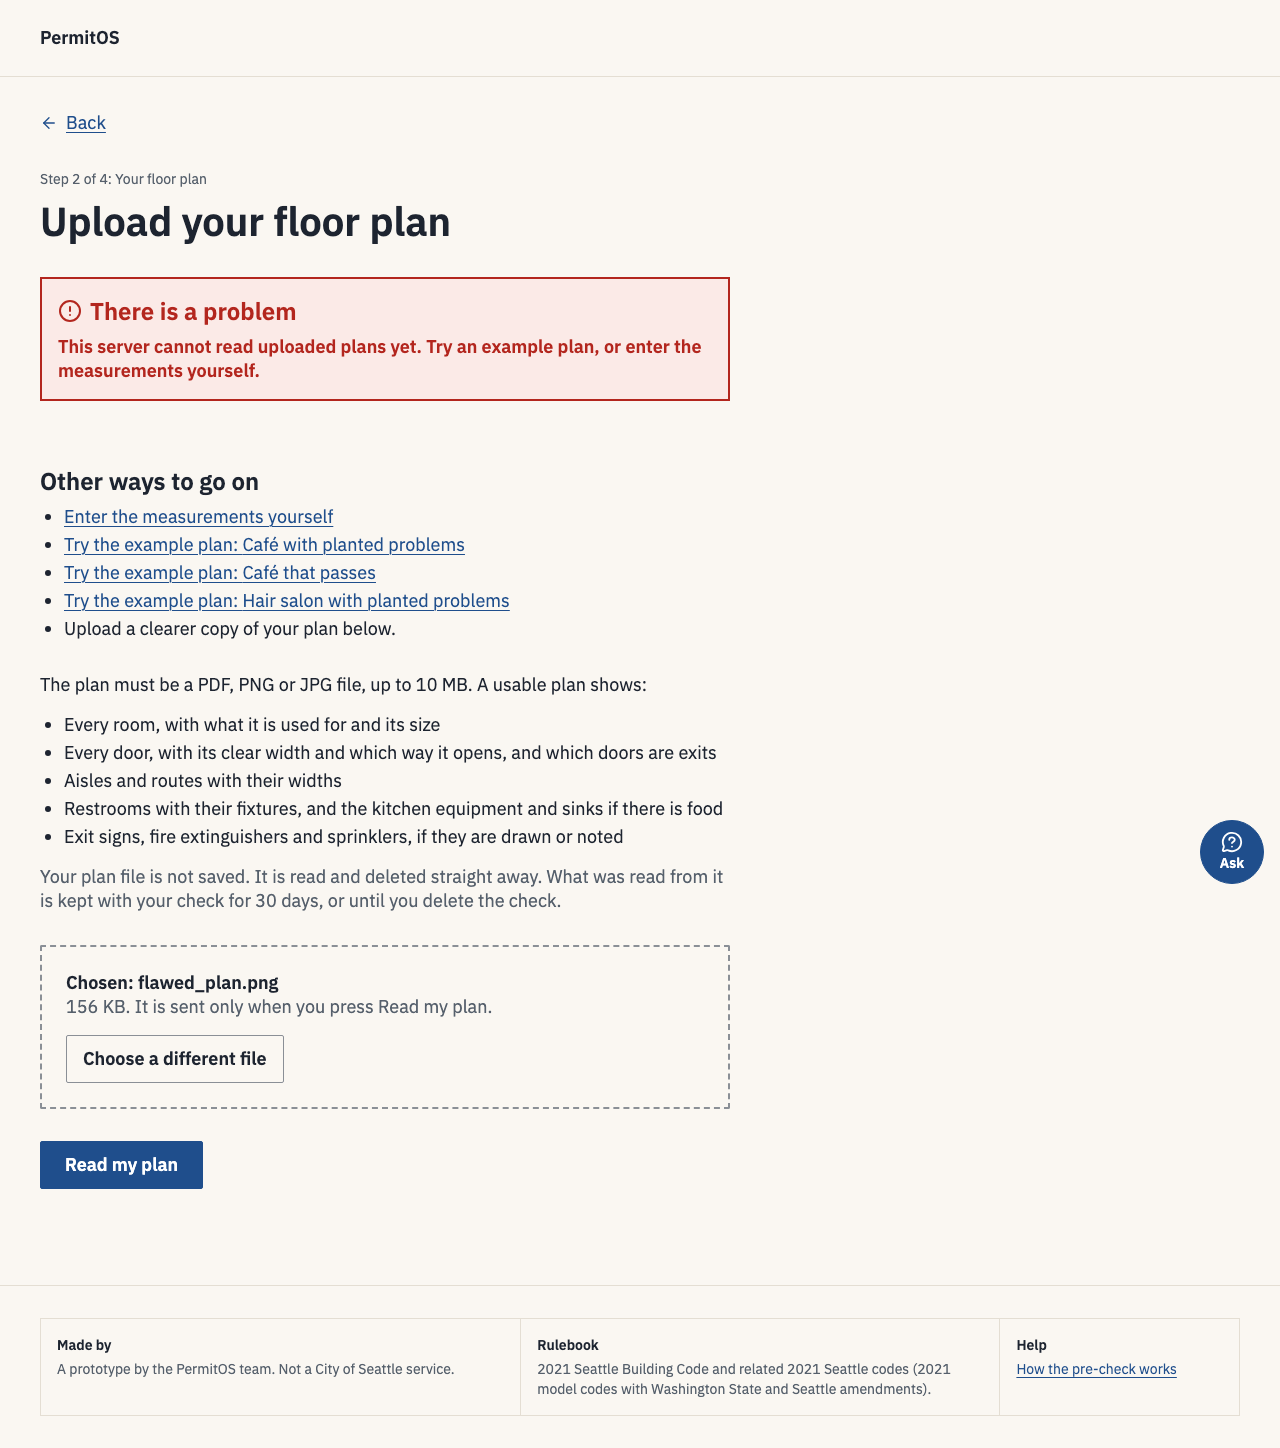 PermitOS
Back
Step 2 of 4: Your floor plan
Upload your floor plan
There is a problem
This server cannot read uploaded plans yet. Try an example plan, or enter the
measurements yourself.
Other ways to go on
Enter the measurements yourself
Try the example plan: Café with planted problems
Try the example plan: Café that passes
Try the example plan: Hair salon with planted problems
Upload a clearer copy of your plan below.
The plan must be a PDF, PNG or JPG file, up to 10 MB. A usable plan shows:
Every room, with what it is used for and its size
Every door, with its clear width and which way it opens, and which doors are exits
Aisles and routes with their widths
Restrooms with their fixtures, and the kitchen equipment and sinks if there is food
Exit signs, fire extinguishers and sprinklers, if they are drawn or noted
Ask
Your plan file is not saved. It is read and deleted straight away. What was read from it
is kept with your check for 30 days, or until you delete the check.
Chosen: flawed_plan.png
156 KB. It is sent only when you press Read my plan.
Choose a different file
Read my plan
Made by
A prototype by the PermitOS team. Not a City of Seattle service.
Rulebook
2021 Seattle Building Code and related 2021 Seattle codes (2021
model codes with Washington State and Seattle amendments).
Help
How the pre-check works